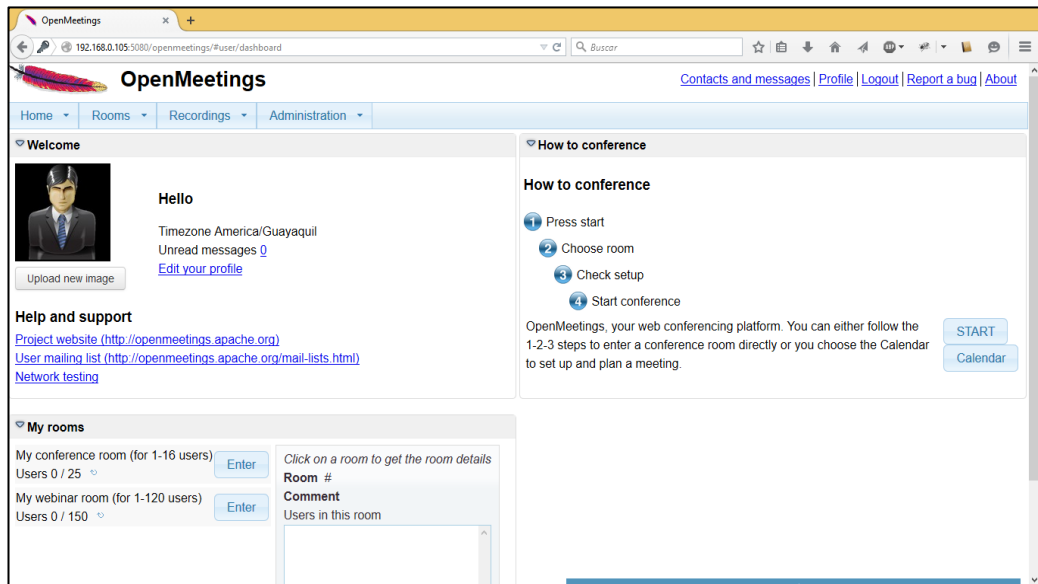 OpenMeetings
192.168.0.105:5080/openmeetings/#user/dashboard
Buscar
OpenMeetings
Contacts and messages | Profile | Logout | Report a bug | About
Home Rooms Recordings Administration
Welcome
Hello
Timezone America/Guayaquil
Unread messages 0
Edit your profile
Upload new image
Help and support
Project website (http://openmeetings.apache.org)
User mailing list (http://openmeetings.apache.org/mail-lists.html)
Network testing
How to conference
How to conference
1 Press start
2 Choose room
3 Check setup
4 Start conference
OpenMeetings, your web conferencing platform. You can either follow the
1-2-3 steps to enter a conference room directly or you choose the Calendar
to set up and plan a meeting.
START
Calendar
My rooms
My conference room (for 1-16 users)
Users 0 / 25
Enter
My webinar room (for 1-120 users)
Users 0 / 150
Enter
Click on a room to get the room details
Room #
Comment
Users in this room